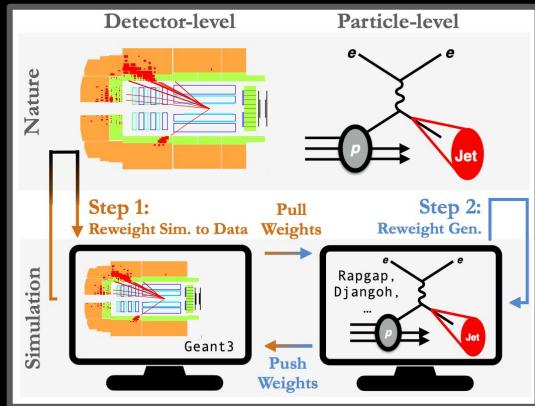 Detector-level
Particle-level
Nature
e
e
p
Jet
Step 1:
Reweight Sim. to Data
Pull
Weights
Step 2:
Reweight Gen.
Simulation
Geant3
Push
Weights
e
e
Rapgap,
Djangoh,
…
p
Jet